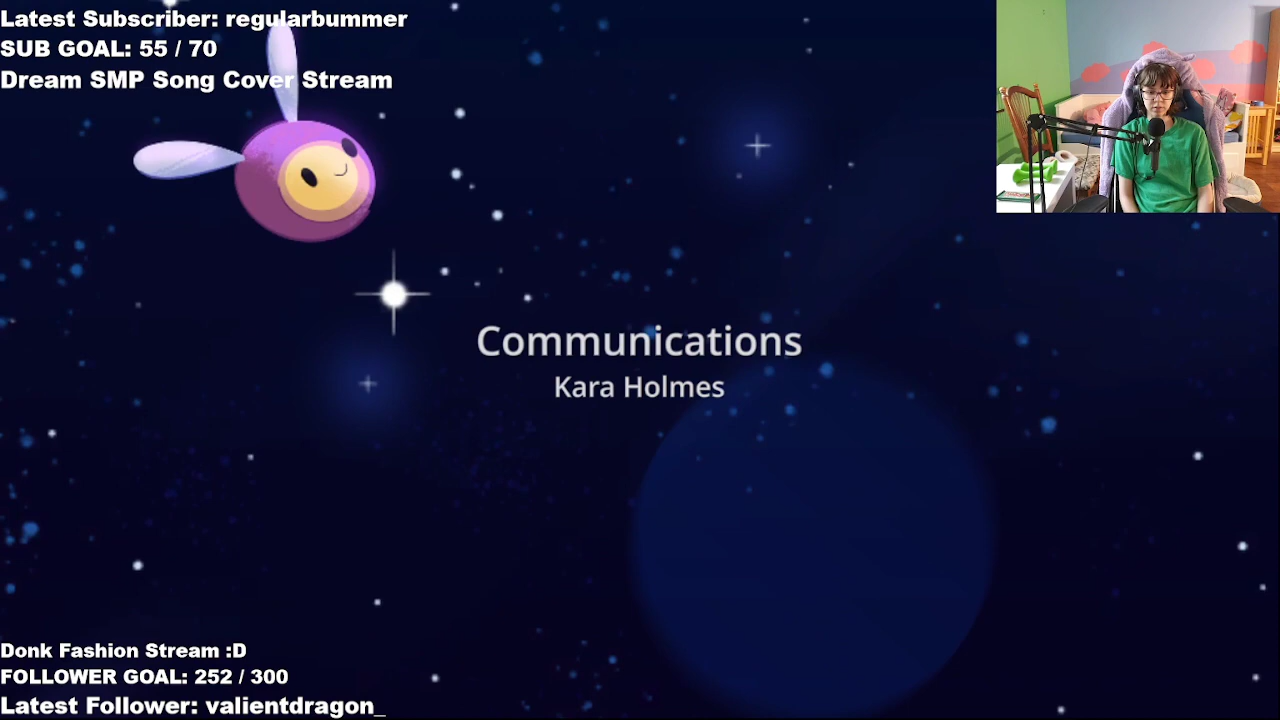 Latest Subscriber: regularbummer
SUB GOAL: 55 / 70
Dream SMP Song Cover Stream
Communications
Kara Holmes
Donk Fashion Stream :D
FOLLOWER GOAL: 252 / 300
Latest Follower: valientdragon_